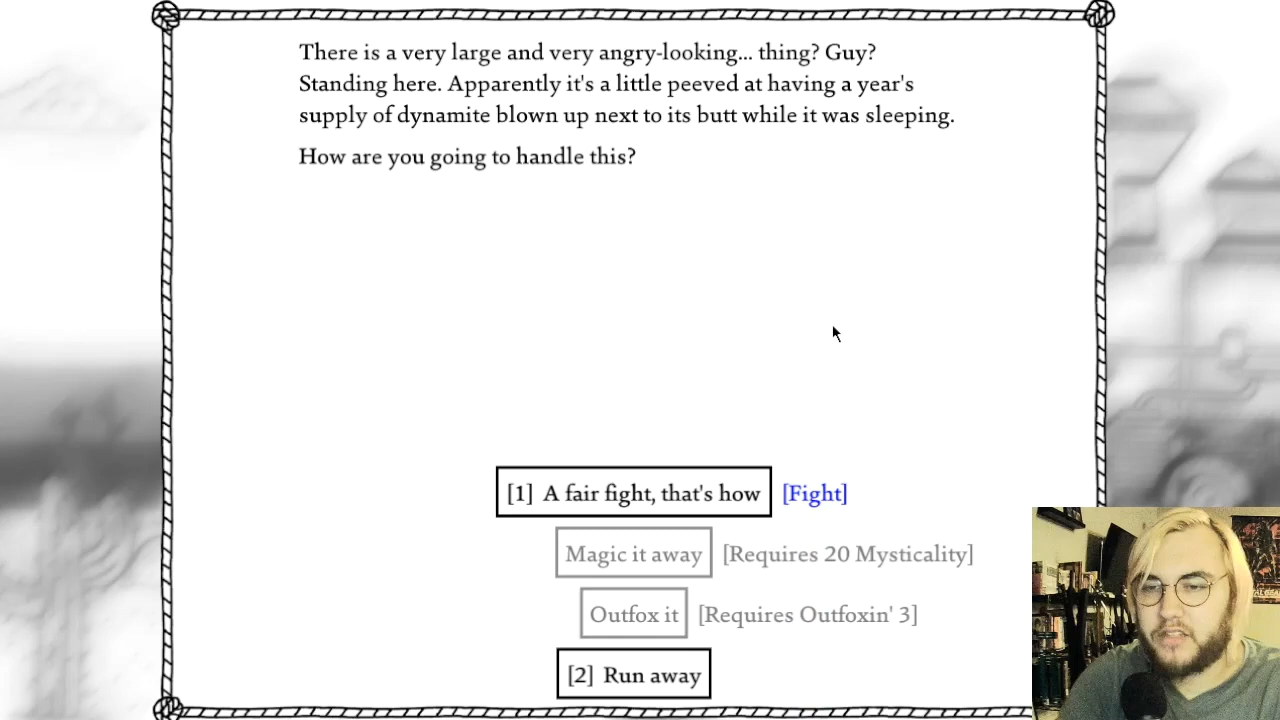 There is a very large and very angry-looking... thing? Guy?
Standing here. Apparently it's a little peeved at having a year's
supply of dynamite blown up next to its butt while it was sleeping.
How are you going to handle this?
[1] A fair fight, that's how [Fight]
Magic it away [Requires 20 Mysticality]
Outfox it [Requires Outfoxin' 3]
[2] Run away